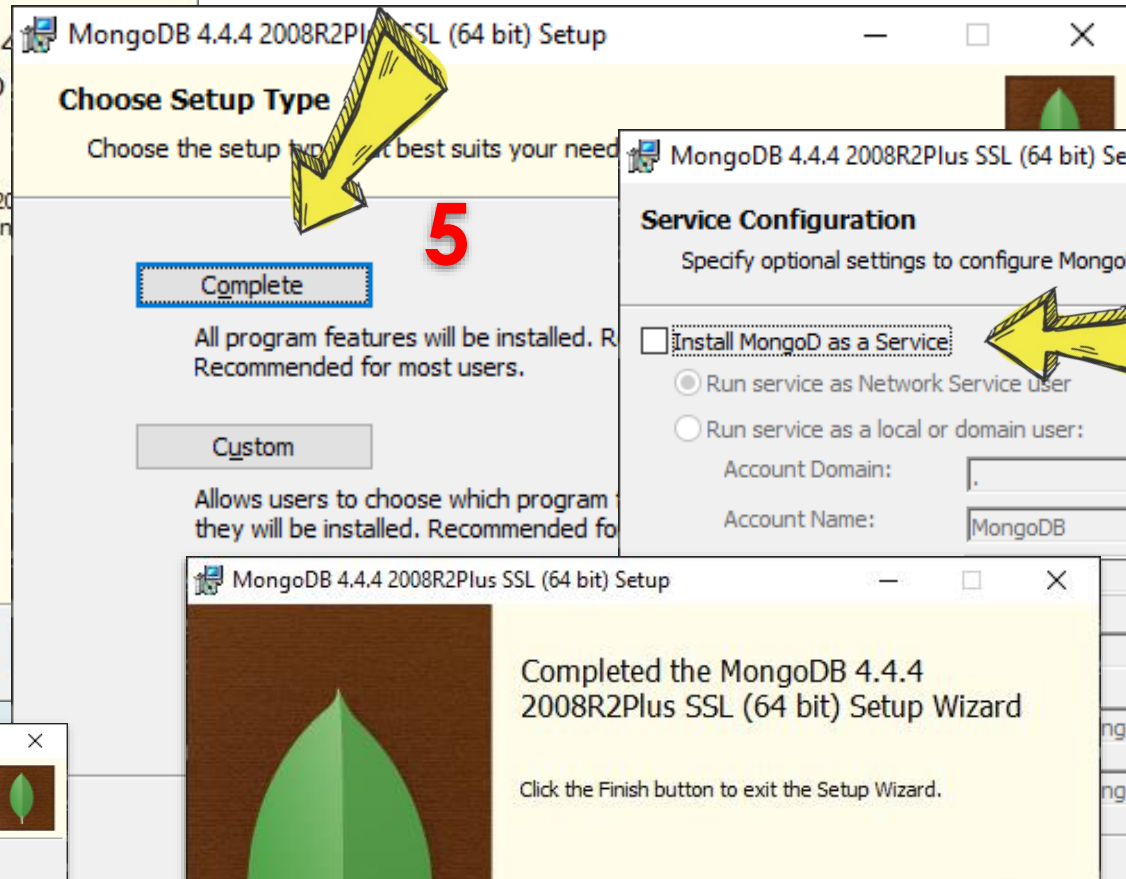 MongoDB 4.4.4 2008R2Pl SSL (64 bit) Setup
Choose Setup Type
Choose the setup best suits your need
5
Complete
All program features will be installed. R
Recommended for most users.
Custom
Allows users to choose which program
they will be installed. Recommended fo
MongoDB 4.4.4 2008R2Plus SSL (64 bit) Se
Service Configuration
Specify optional settings to configure Mongo
Install MongoD as a Service
Run service as Network Service user
Run service as a local or domain user:
Account Domain:
.
Account Name:
MongoDB
MongoDB 4.4.4 2008R2Plus SSL (64 bit) Setup
Completed the MongoDB 4.4.4
2008R2Plus SSL (64 bit) Setup Wizard
Click the Finish button to exit the Setup Wizard.
ng
ng